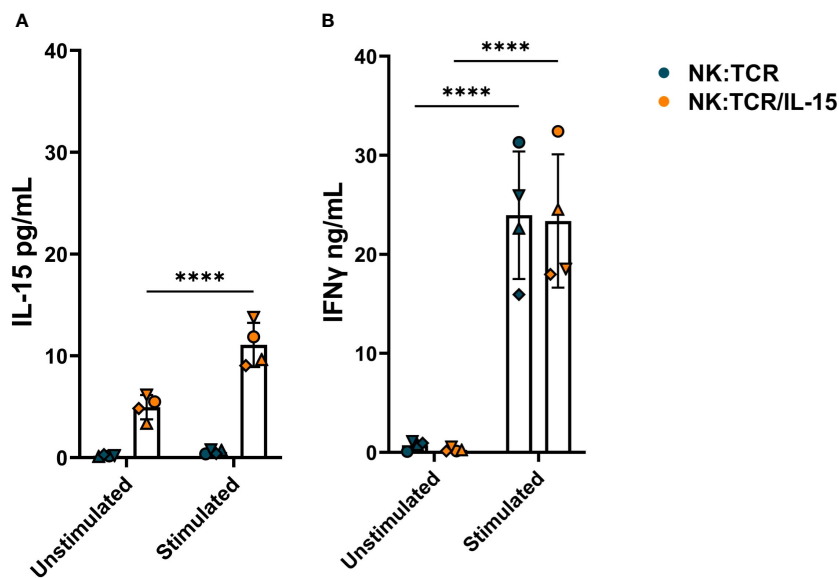 A
IL-15 pg/mL
40
30
20
10
0
****
Unstimulated
Stimulated
B
IFNγ ng/mL
40
30
20
10
0
****
****
Unstimulated
Stimulated
NK:TCR
NK:TCR/IL-15